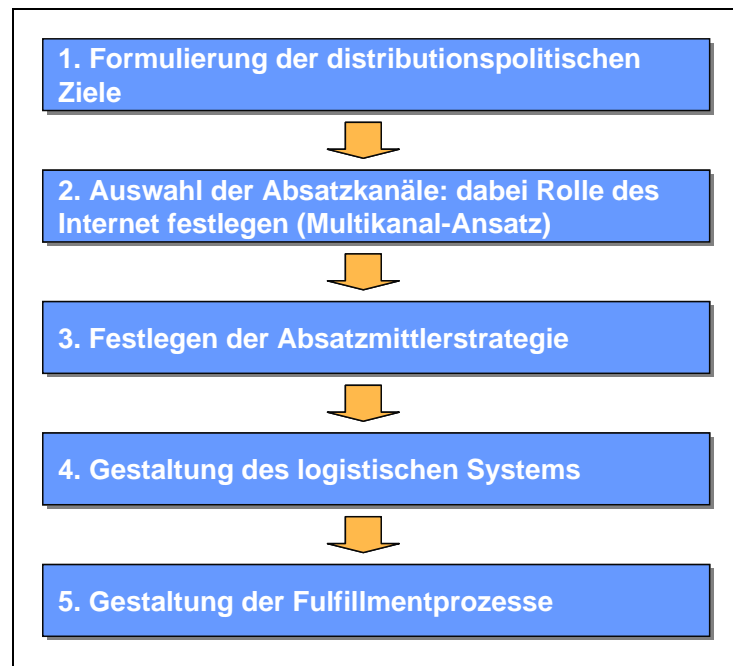 1. Formulierung der distributionspolitischen
Ziele
2. Auswahl der Absatzkanäle: dabei Rolle des
Internet festlegen (Multikanal-Ansatz)
3. Festlegen der Absatzmittlerstrategie
4. Gestaltung des logistischen Systems
5. Gestaltung der Fulfillmentprozesse